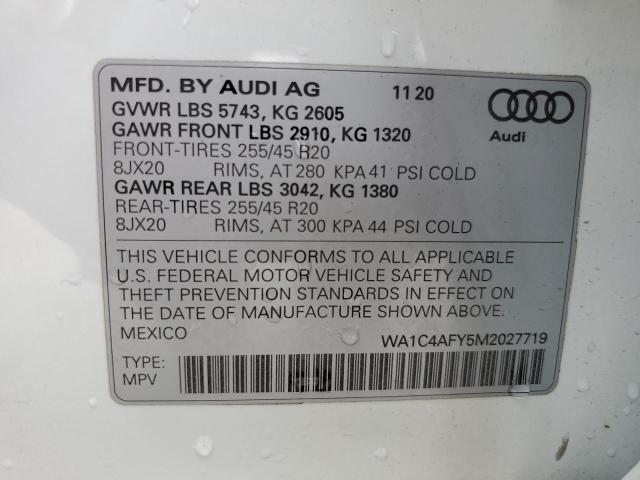 MFD. BY AUDI AG 11 20
GVWR LBS 5743, KG 2605
GAWR FRONT LBS 2910, KG 1320
Audi
FRONT-TIRES 255/45 R20
8JX20 RIMS, AT 280 KPA 41 PSI COLD
GAWR REAR LBS 3042, KG 1380
REAR-TIRES 255/45 R20
8JX20 RIMS, AT 300 KPA 44 PSI COLD
THIS VEHICLE CONFORMS TO ALL APPLICABLE
U.S. FEDERAL MOTOR VEHICLE SAFETY AND
THEFT PREVENTION STANDARDS IN EFFECT ON
THE DATE OF MANUFACTURE SHOWN ABOVE.
MEXICO WA1C4AFY5M2027719
TYPE:
MPV